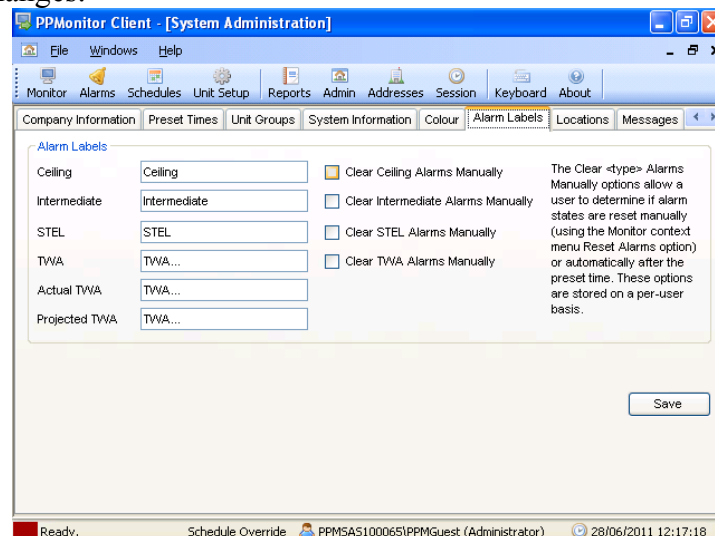 anges.
PPMonitor Client - [System Administration]
File Windows Help
Monitor Alarms Schedules Unit Setup Reports Admin Addresses Session Keyboard About
Company Information Preset Times Unit Groups System Information Colour Alarm Labels Locations Messages
Alarm Labels
Ceiling Ceiling Clear Ceiling Alarms Manually
Intermediate Intermediate Clear Intermediate Alarms Manually
STEL STEL Clear STEL Alarms Manually
TWA TWA... Clear TWA Alarms Manually
Actual TWA TWA...
Projected TWA TWA...
The Clear <type> Alarms
Manually options allow a
user to determine if alarm
states are reset manually
(using the Monitor context
menu Reset Alarms option)
or automatically after the
preset time. These options
are stored on a per-user
basis.
Save
Ready. Schedule Override PPMSAS100065\PPMGuest (Administrator) 28/06/2011 12:17:18